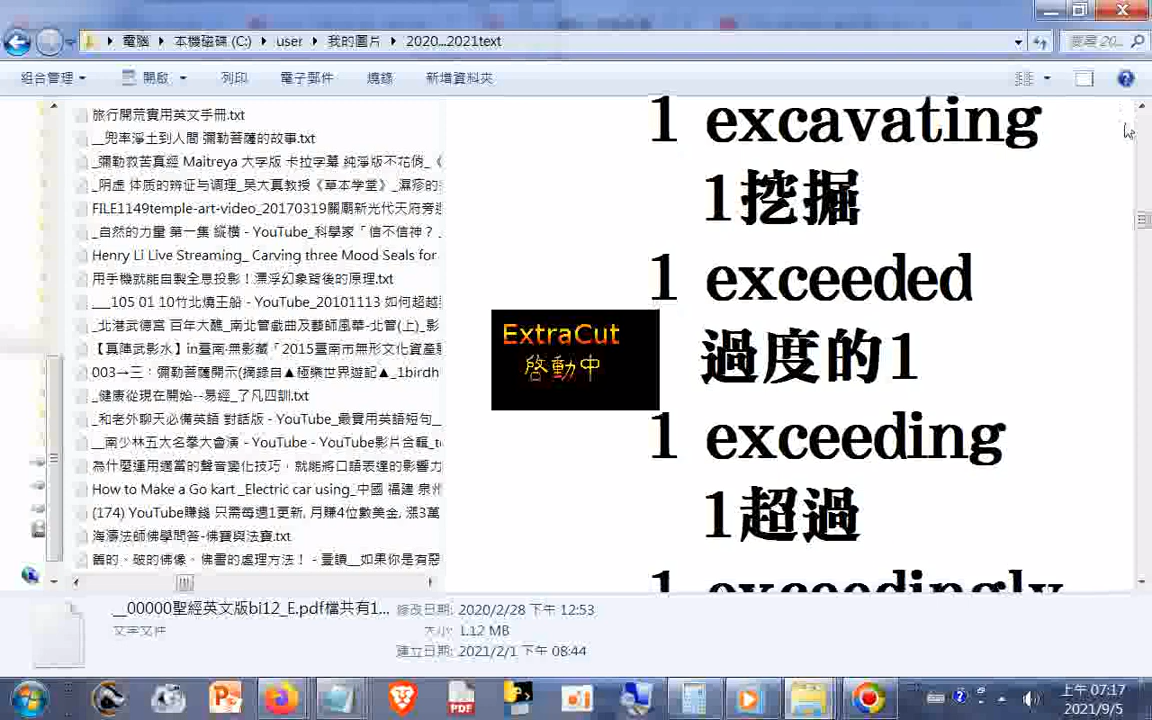 電腦 本機磁碟 (C:) user 我的圖片 2020...2021text
搜尋 20...
組合管理 開啟 列印 電子郵件 燒錄 新增資料夾
旅行開荒實用英文手冊.txt
__兜率淨土到人間 彌勒菩薩的故事.txt
_彌勒救苦真經 Maitreya 大字版 卡拉字幕 純淨版不花俏_《
_阴虚 体质的辨证与调理_吴大真教授《草本学堂》_濕疹的
FILE1149temple-art-video_20170319關廟新光代天府旁
_自然的力量 第一集 縱橫 - YouTube_科學家「信不信神？
Henry Li Live Streaming_ Carving three Mood Seals for
用手機就能自製全息投影！漂浮幻象背後的原理.txt
___105 01 10竹北燒王船 - YouTube_20101113 如何超越
_北港武德宮 百年大醮_南北管戲曲及藝師風華-北管(上)_影
【真陣武影水】in臺南·無影藏「2015臺南市無形文化資產
003→三：彌勒菩薩開示(摘錄自▲極樂世界遊記▲_1birdh
_健康從現在開始--易經_了凡四訓.txt
_和老外聊天必備英語 對話版 - YouTube_最實用英語短句__
__南少林五大名拳大會演 - YouTube - YouTube影片合輯_t
為什麼運用適當的聲音變化技巧，就能將口語表達的影響力
How to Make a Go kart _Electric car using_中國 福建 泉州
(174) YouTube賺錢 只需每週1更新, 月賺4位數美金, 漲3萬
海濤法師佛學問答-佛寶與法寶.txt
舊的、破的佛像、佛書的處理方法！ - 壹讀__如果你是有惡
1 excavating
1挖掘
1 exceeded
過度的1
1 exceeding
1超過
1 exceedingly
ExtraCut
啓動中
__00000聖經英文版bi12_E.pdf檔共有1... 修改日期: 2020/2/28 下午 12:53
文字文件 大小: 1.12 MB
建立日期: 2021/2/1 下午 08:44
PDF
上午 07:17
2021/9/5